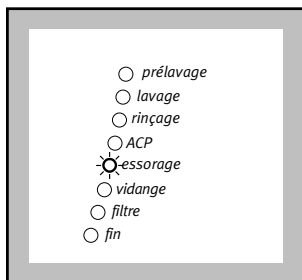 prélavage
lavage
rinçage
ACP
essorage
vidange
filtre
fin